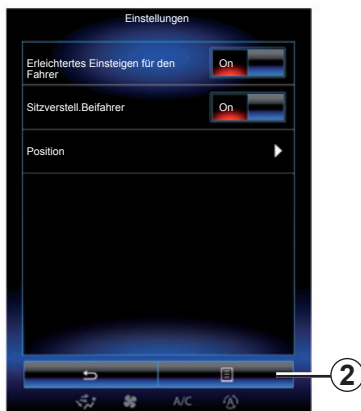 Einstellungen
Erleichtertes Einsteigen für den
Fahrer
On
Sitzverstell.Beifahrer
On
Position
2
A/C
A